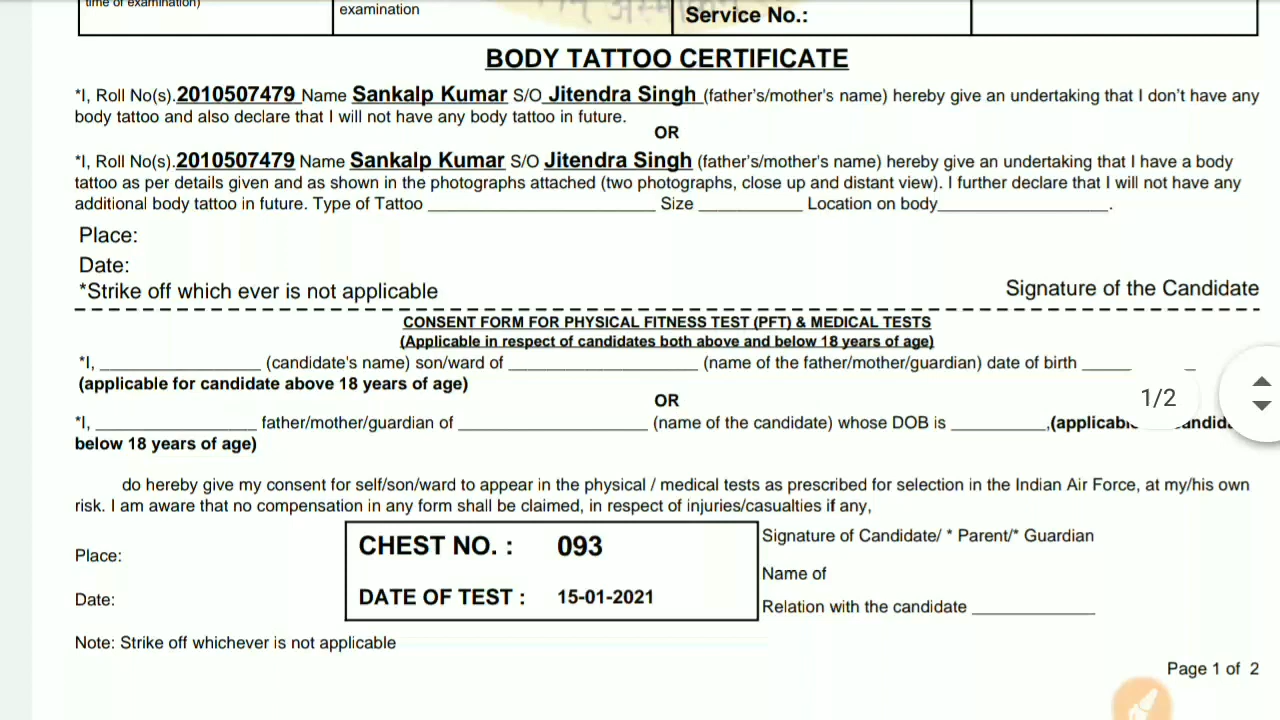 time of examination)
examination
Service No.:
BODY TATTOO CERTIFICATE
*I, Roll No(s).2010507479 Name Sankalp Kumar S/O Jitendra Singh (father's/mother's name) hereby give an undertaking that I don't have any
body tattoo and also declare that I will not have any body tattoo in future.
OR
*I, Roll No(s).2010507479 Name Sankalp Kumar S/O Jitendra Singh (father's/mother's name) hereby give an undertaking that I have a body
tattoo as per details given and as shown in the photographs attached (two photographs, close up and distant view). I further declare that I will not have any
additional body tattoo in future. Type of Tattoo ____________________ Size _________ Location on body_______________.
Place:
Date:
*Strike off which ever is not applicable
Signature of the Candidate
CONSENT FORM FOR PHYSICAL FITNESS TEST (PFT) & MEDICAL TESTS
(Applicable in respect of candidates both above and below 18 years of age)
*I, ______________ (candidate's name) son/ward of _________________ (name of the father/mother/guardian) date of birth _____
(applicable for candidate above 18 years of age)
1/2
OR
*I, ______________ father/mother/guardian of _________________ (name of the candidate) whose DOB is ________,(applicable
below 18 years of age)
do hereby give my consent for self/son/ward to appear in the physical / medical tests as prescribed for selection in the Indian Air Force, at my/his own
risk. I am aware that no compensation in any form shall be claimed, in respect of injuries/casualties if any,
CHEST NO. : 093
DATE OF TEST : 15-01-2021
Place:
Date:
Signature of Candidate/ * Parent/* Guardian
Name of
Relation with the candidate ___________
Note: Strike off whichever is not applicable
Page 1 of 2